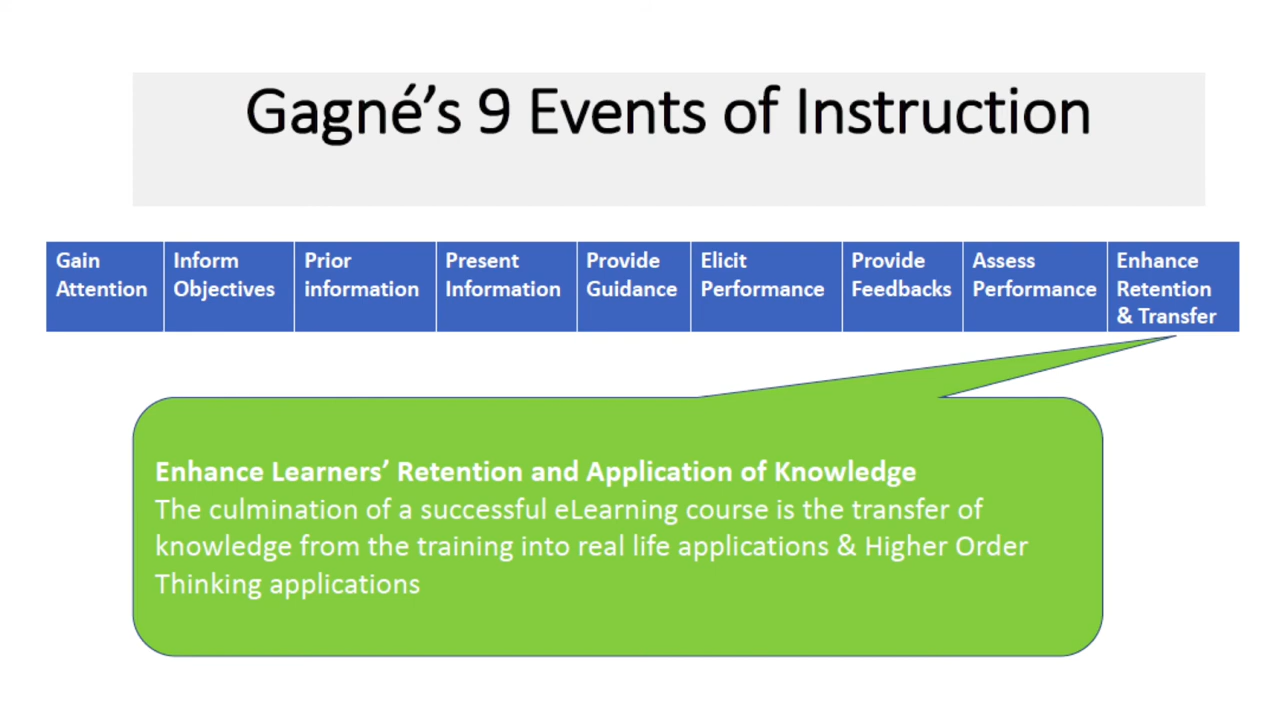 Gagné’s 9 Events of Instruction
Gain
Attention
Inform
Objectives
Prior
information
Present
Information
Provide
Guidance
Elicit
Performance
Provide
Feedbacks
Assess
Performance
Enhance
Retention
& Transfer
Enhance Learners’ Retention and Application of Knowledge
The culmination of a successful eLearning course is the transfer of
knowledge from the training into real life applications & Higher Order
Thinking applications